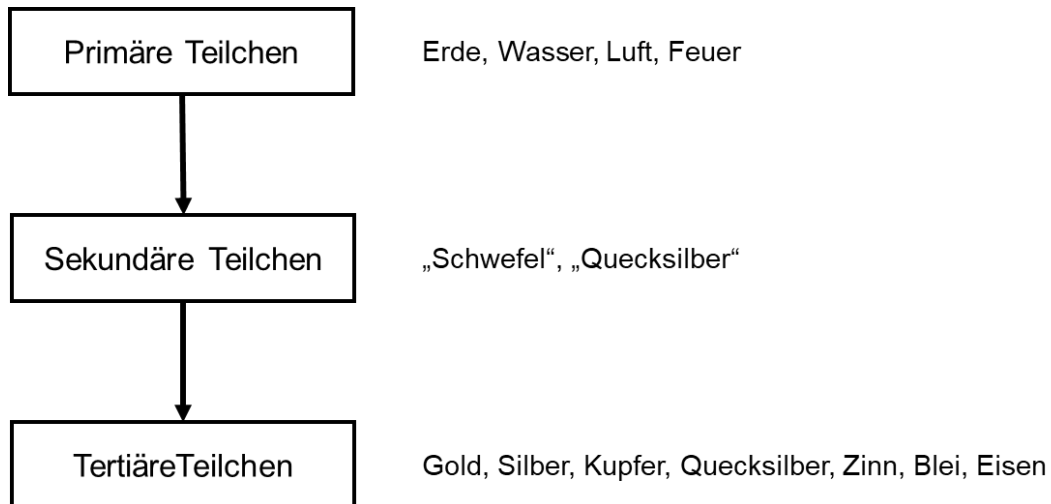 Primäre Teilchen
Erde, Wasser, Luft, Feuer
Sekundäre Teilchen
„Schwefel“, „Quecksilber“
TertiäreTeilchen
Gold, Silber, Kupfer, Quecksilber, Zinn, Blei, Eisen